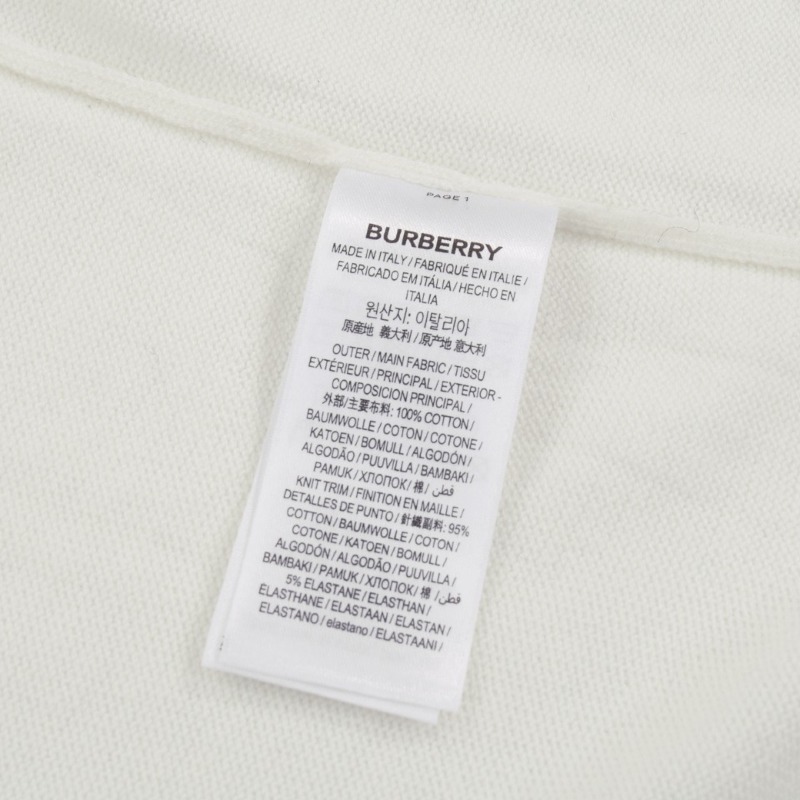 PAGE 1
BURBERRY
MADE IN ITALY / FABRIQUÉ EN ITALIE /
FABRICADO EM ITÁLIA / HECHO EN
ITALIA
원산지: 이탈리아
原産地 義大利 / 原产地 意大利
OUTER / MAIN FABRIC / TISSU
EXTÉRIEUR / PRINCIPAL / EXTERIOR -
COMPOSICION PRINCIPAL /
外部/主要布料: 100% COTTON /
BAUMWOLLE / COTON / COTONE /
KATOEN / BOMULL / ALGODÓN /
ALGODÃO / PUUVILLA / BAMBAKI /
PAMUK / ХЛОПОК / 棉 / قطن /
KNIT TRIM / FINITION EN MAILLE /
DETALLES DE PUNTO / 針織副料: 95%
COTTON / BAUMWOLLE / COTON /
COTONE / KATOEN / BOMULL /
ALGODÓN / ALGODÃO / PUUVILLA /
BAMBAKI / PAMUK / ХЛОПОК / 棉 / قطن /
5% ELASTANE / ELASTHAN /
ELASTHANE / ELASTAAN / ELASTAN /
ELASTANO / elastano / ELASTAANI /